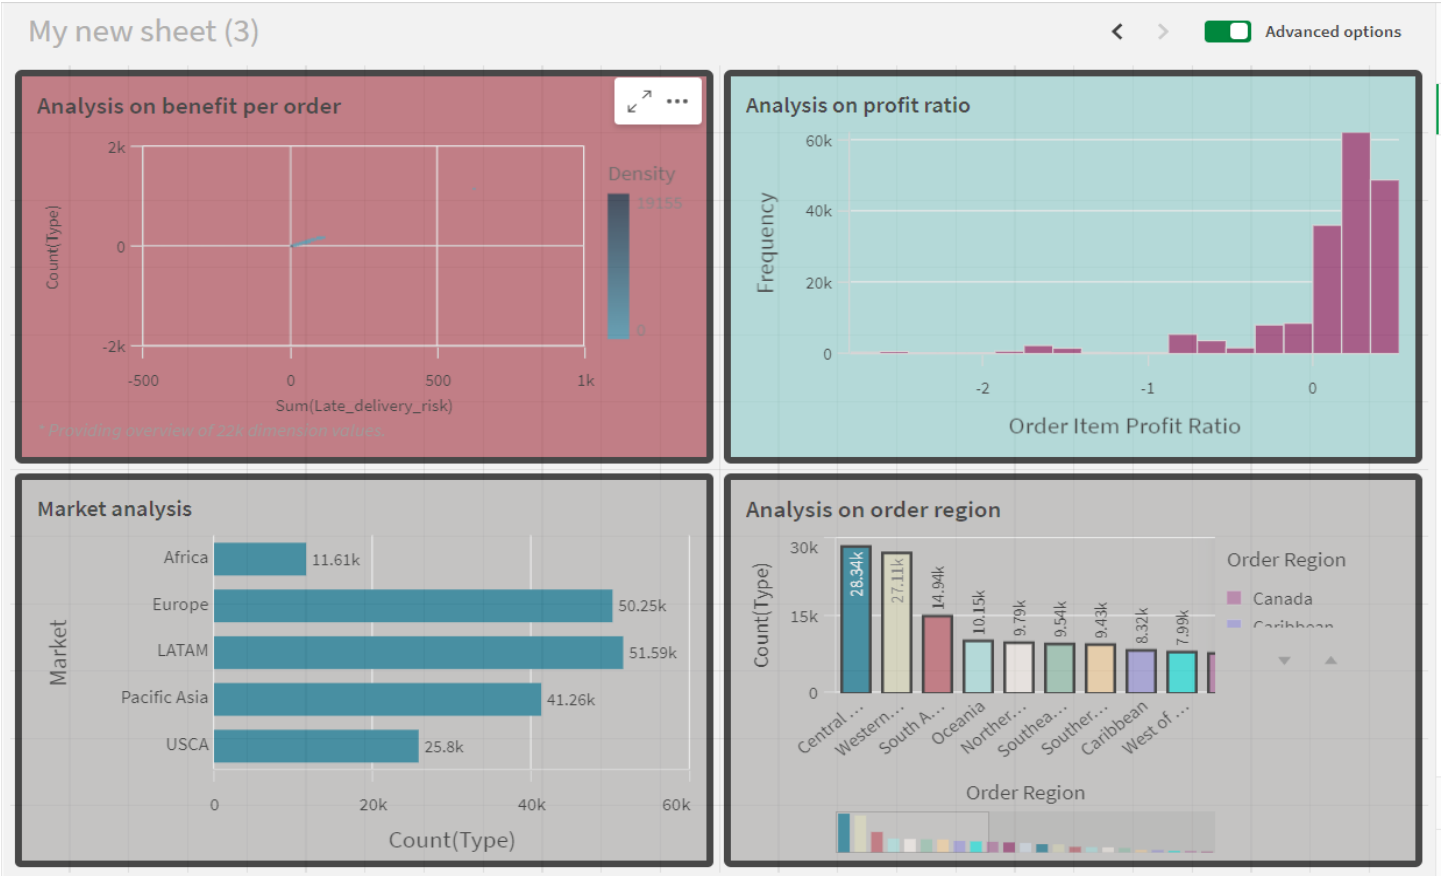 My new sheet (3)
Advanced options
Analysis on benefit per order
2k
0
-2k
Count(Type)
-500
0
500
1k
Sum(Late_delivery_risk)
Density
19155
0
* Providing overview of 22k dimension values.
Analysis on profit ratio
60k
40k
20k
0
Frequency
-2
-1
0
Order Item Profit Ratio
Market analysis
Market
Africa
11.61k
Europe
50.25k
LATAM
51.59k
Pacific Asia
41.26k
USCA
25.8k
0
20k
40k
60k
Count(Type)
Analysis on order region
30k
15k
0
Count(Type)
28.34k
27.11k
14.94k
10.15k
9.79k
9.54k
9.43k
8.32k
7.99k
Central ...
Western...
South A...
Oceania
Norther...
Southea...
Souther...
Caribbean
West of ...
Order Region
Order Region
Canada
Caribbean